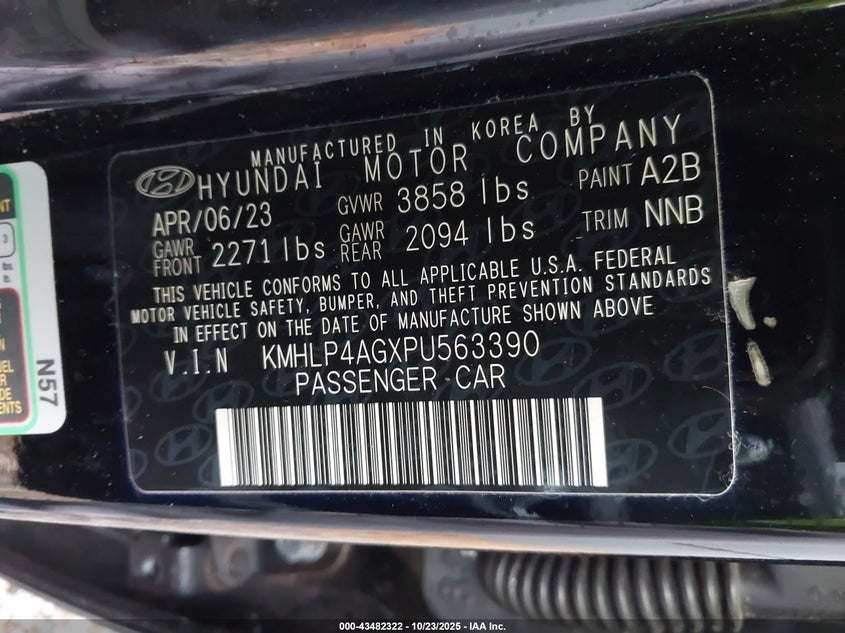 MANUFACTURED IN KOREA BY
HYUNDAI MOTOR COMPANY
APR/06/23 GVWR 3858 lbs PAINT A2B
GAWR FRONT 2271 lbs GAWR REAR 2094 lbs TRIM NNB
THIS VEHICLE CONFORMS TO ALL APPLICABLE U.S.A. FEDERAL
MOTOR VEHICLE SAFETY, BUMPER, AND THEFT PREVENTION STANDARDS
IN EFFECT ON THE DATE OF MANUFACTURE SHOWN ABOVE
V.I.N KMHLP4AGXPU563390
PASSENGER CAR
N57
000-43482322 - 10/23/2025 - IAA Inc.